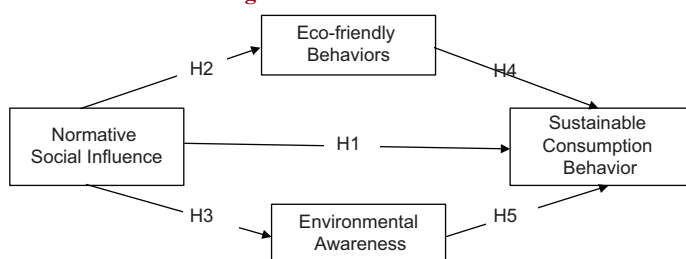 Eco-friendly
Behaviors
H2
H4
Normative
Social Influence
H1
Sustainable
Consumption
Behavior
H3
Environmental
Awareness
H5